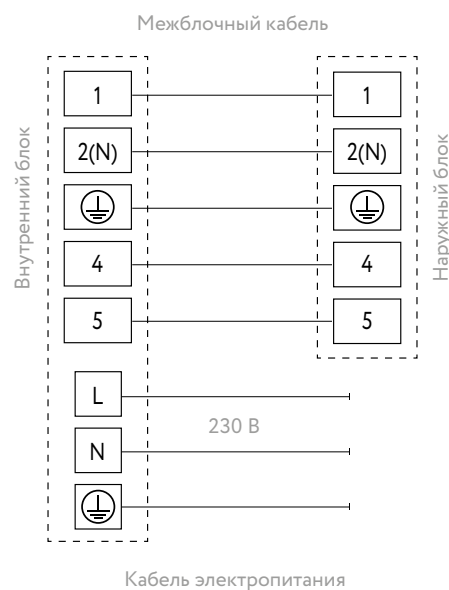 Межблочный кабель
Внутренний блок
Наружный блок
1 1
2(N) 2(N)
4 4
5 5
L
230 В
N
Кабель электропитания